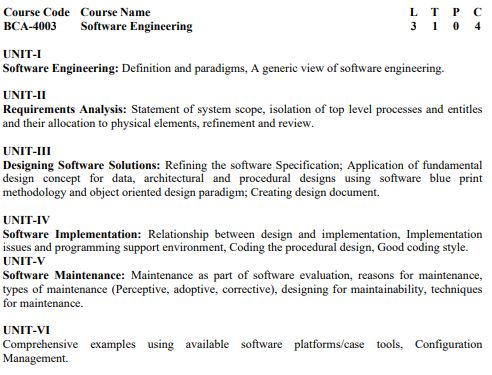 Course Code Course Name L T P C
BCA-4003 Software Engineering 3 1 0 4
UNIT-I
Software Engineering: Definition and paradigms, A generic view of software engineering.
UNIT-II
Requirements Analysis: Statement of system scope, isolation of top level processes and entitles
and their allocation to physical elements, refinement and review.
UNIT-III
Designing Software Solutions: Refining the software Specification; Application of fundamental
design concept for data, architectural and procedural designs using software blue print
methodology and object oriented design paradigm; Creating design document.
UNIT-IV
Software Implementation: Relationship between design and implementation, Implementation
issues and programming support environment, Coding the procedural design, Good coding style.
UNIT-V
Software Maintenance: Maintenance as part of software evaluation, reasons for maintenance,
types of maintenance (Perceptive, adoptive, corrective), designing for maintainability, techniques
for maintenance.
UNIT-VI
Comprehensive examples using available software platforms/case tools, Configuration
Management.